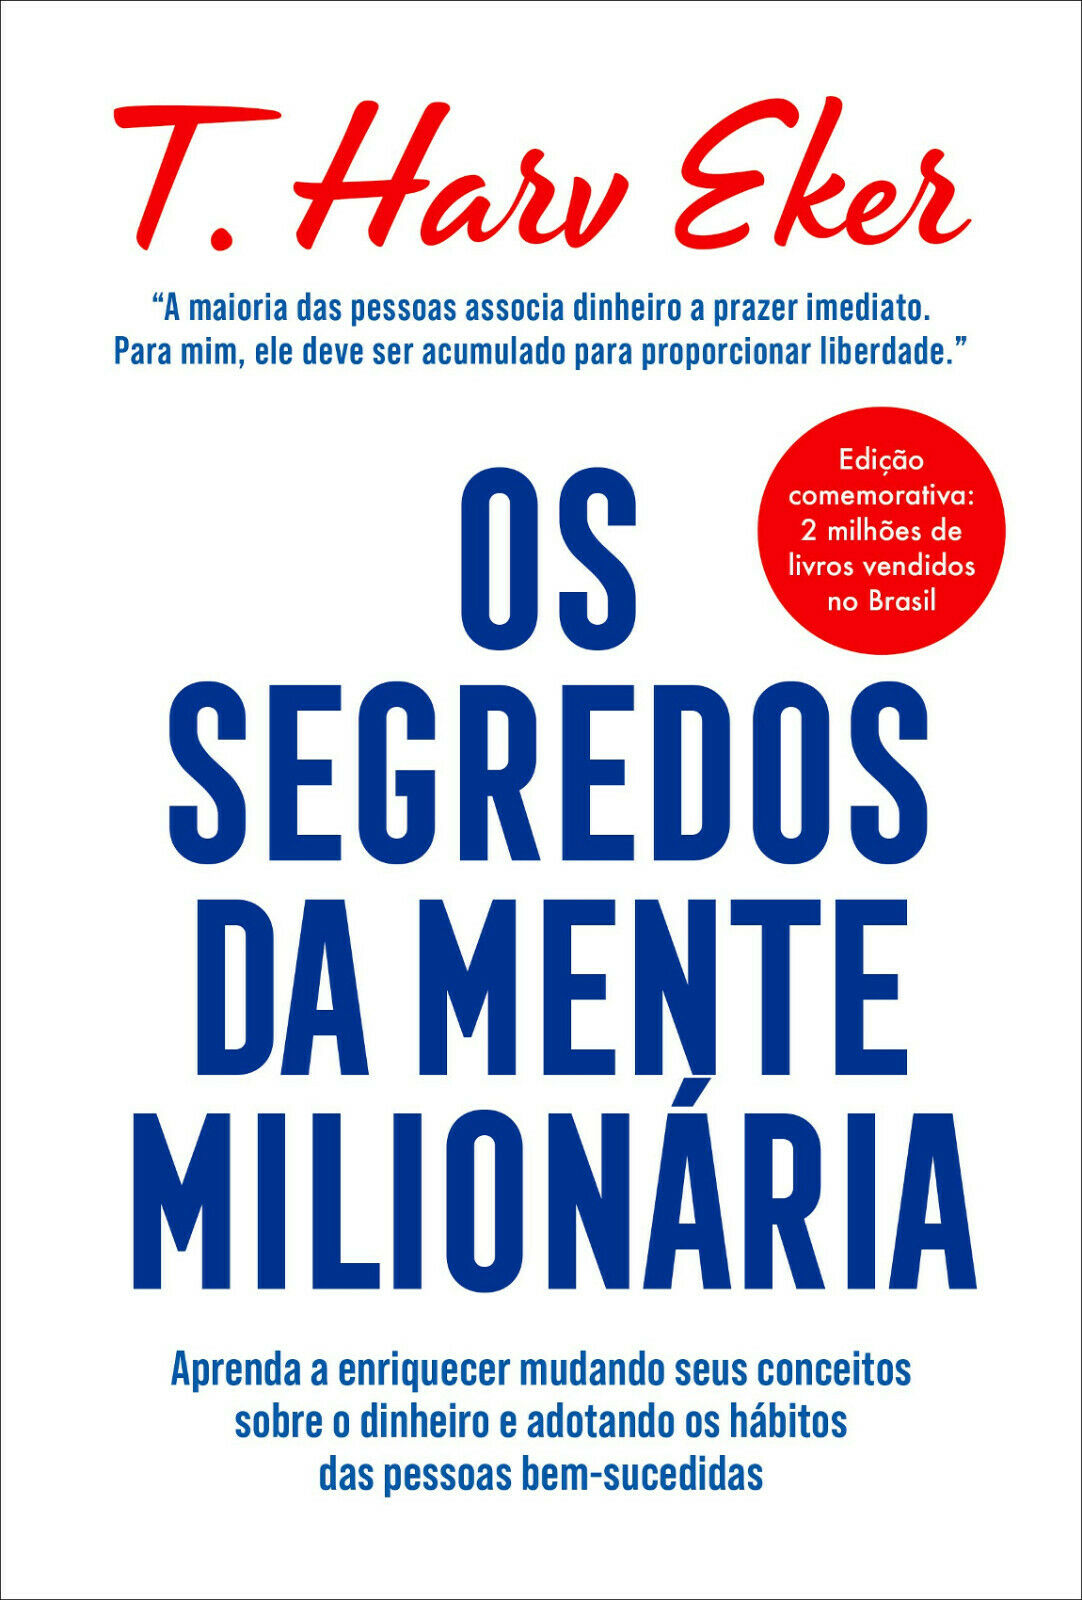 T. Harv Eker
“A maioria das pessoas associa dinheiro a prazer imediato.
Para mim, ele deve ser acumulado para proporcionar liberdade.”
Edição
comemorativa:
2 milhões de
livros vendidos
no Brasil
OS
SEGREDOS
DA MENTE
MILIONÁRIA
Aprenda a enriquecer mudando seus conceitos
sobre o dinheiro e adotando os hábitos
das pessoas bem-sucedidas